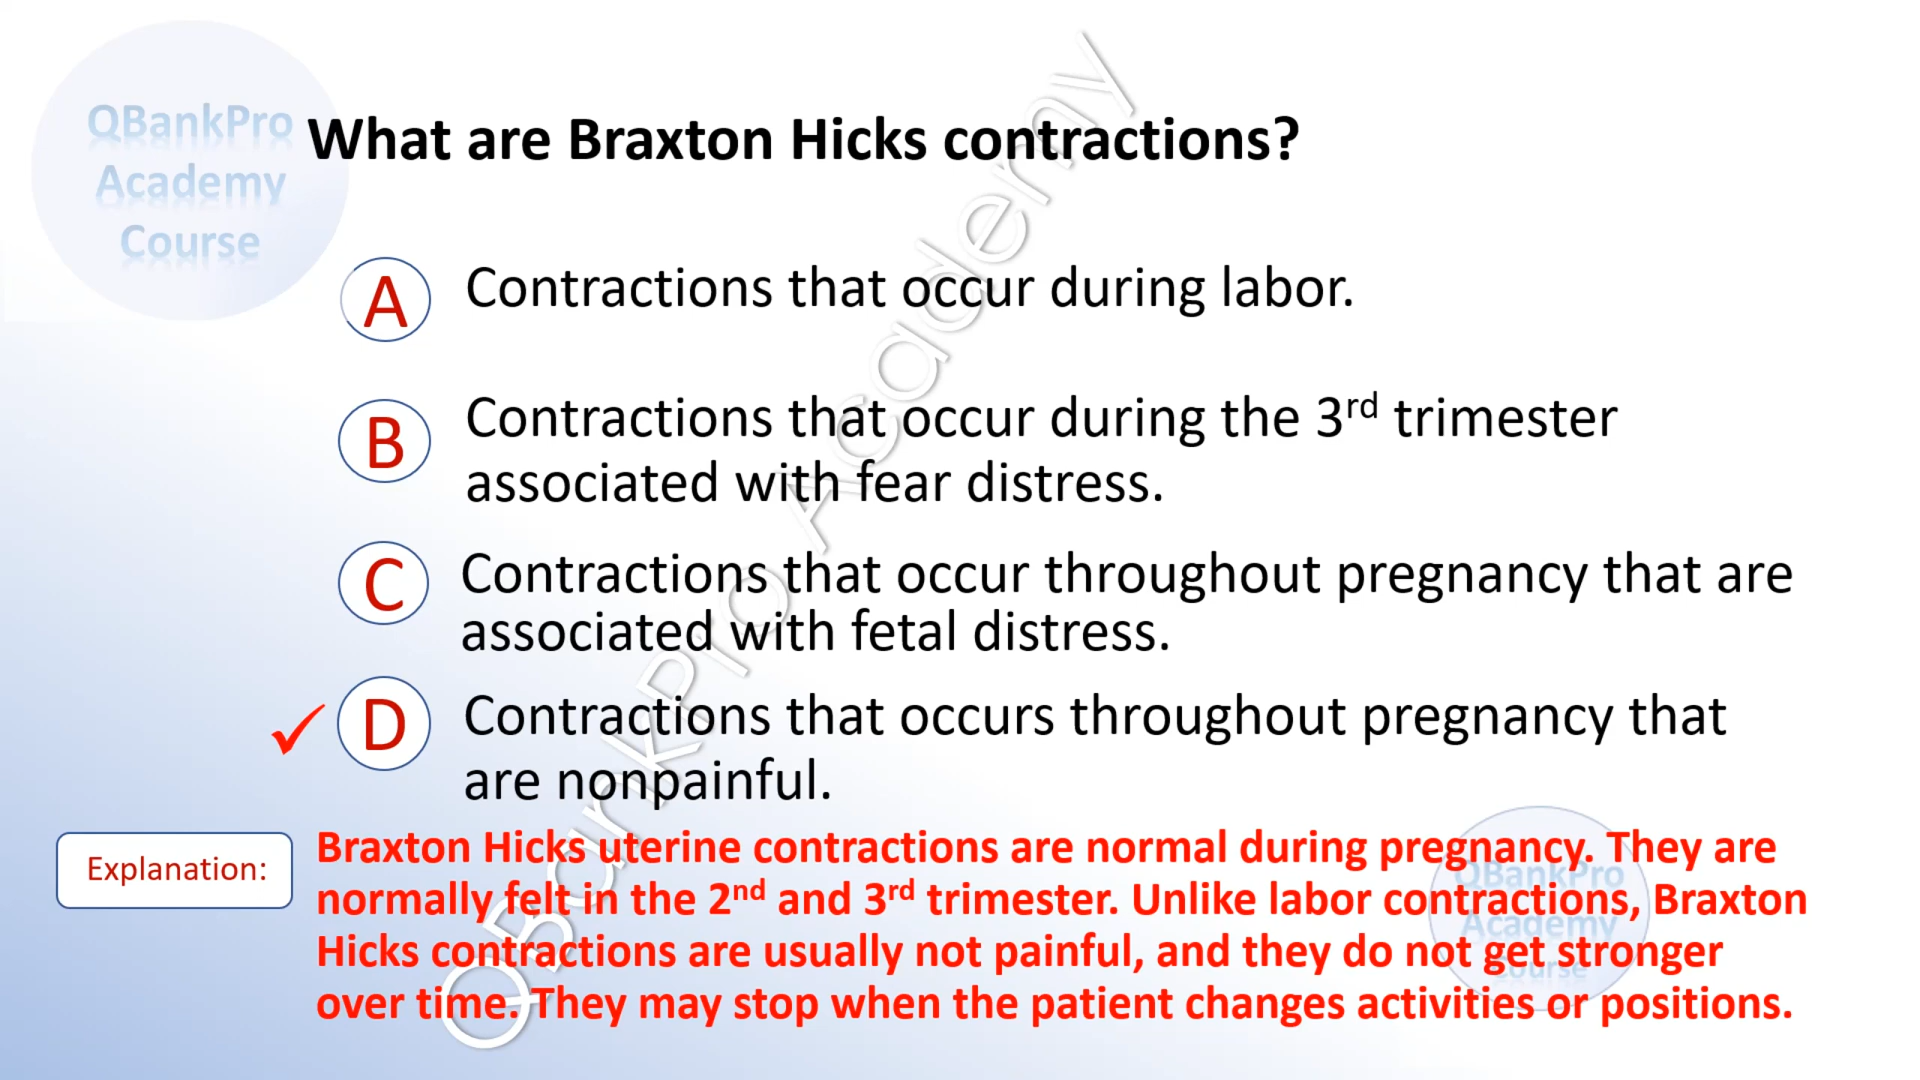 QBankPro
Academy
Course
What are Braxton Hicks contractions?
A
Contractions that occur during labor.
B
Contractions that occur during the 3rd trimester
associated with fear distress.
C
Contractions that occur throughout pregnancy that are
associated with fetal distress.
D
Contractions that occurs throughout pregnancy that
are nonpainful.
Explanation:
Braxton Hicks uterine contractions are normal during pregnancy. They are
normally felt in the 2nd and 3rd trimester. Unlike labor contractions, Braxton
Hicks contractions are usually not painful, and they do not get stronger
over time. They may stop when the patient changes activities or positions.
QBankPro
Academy
Course
QBankPro Academy